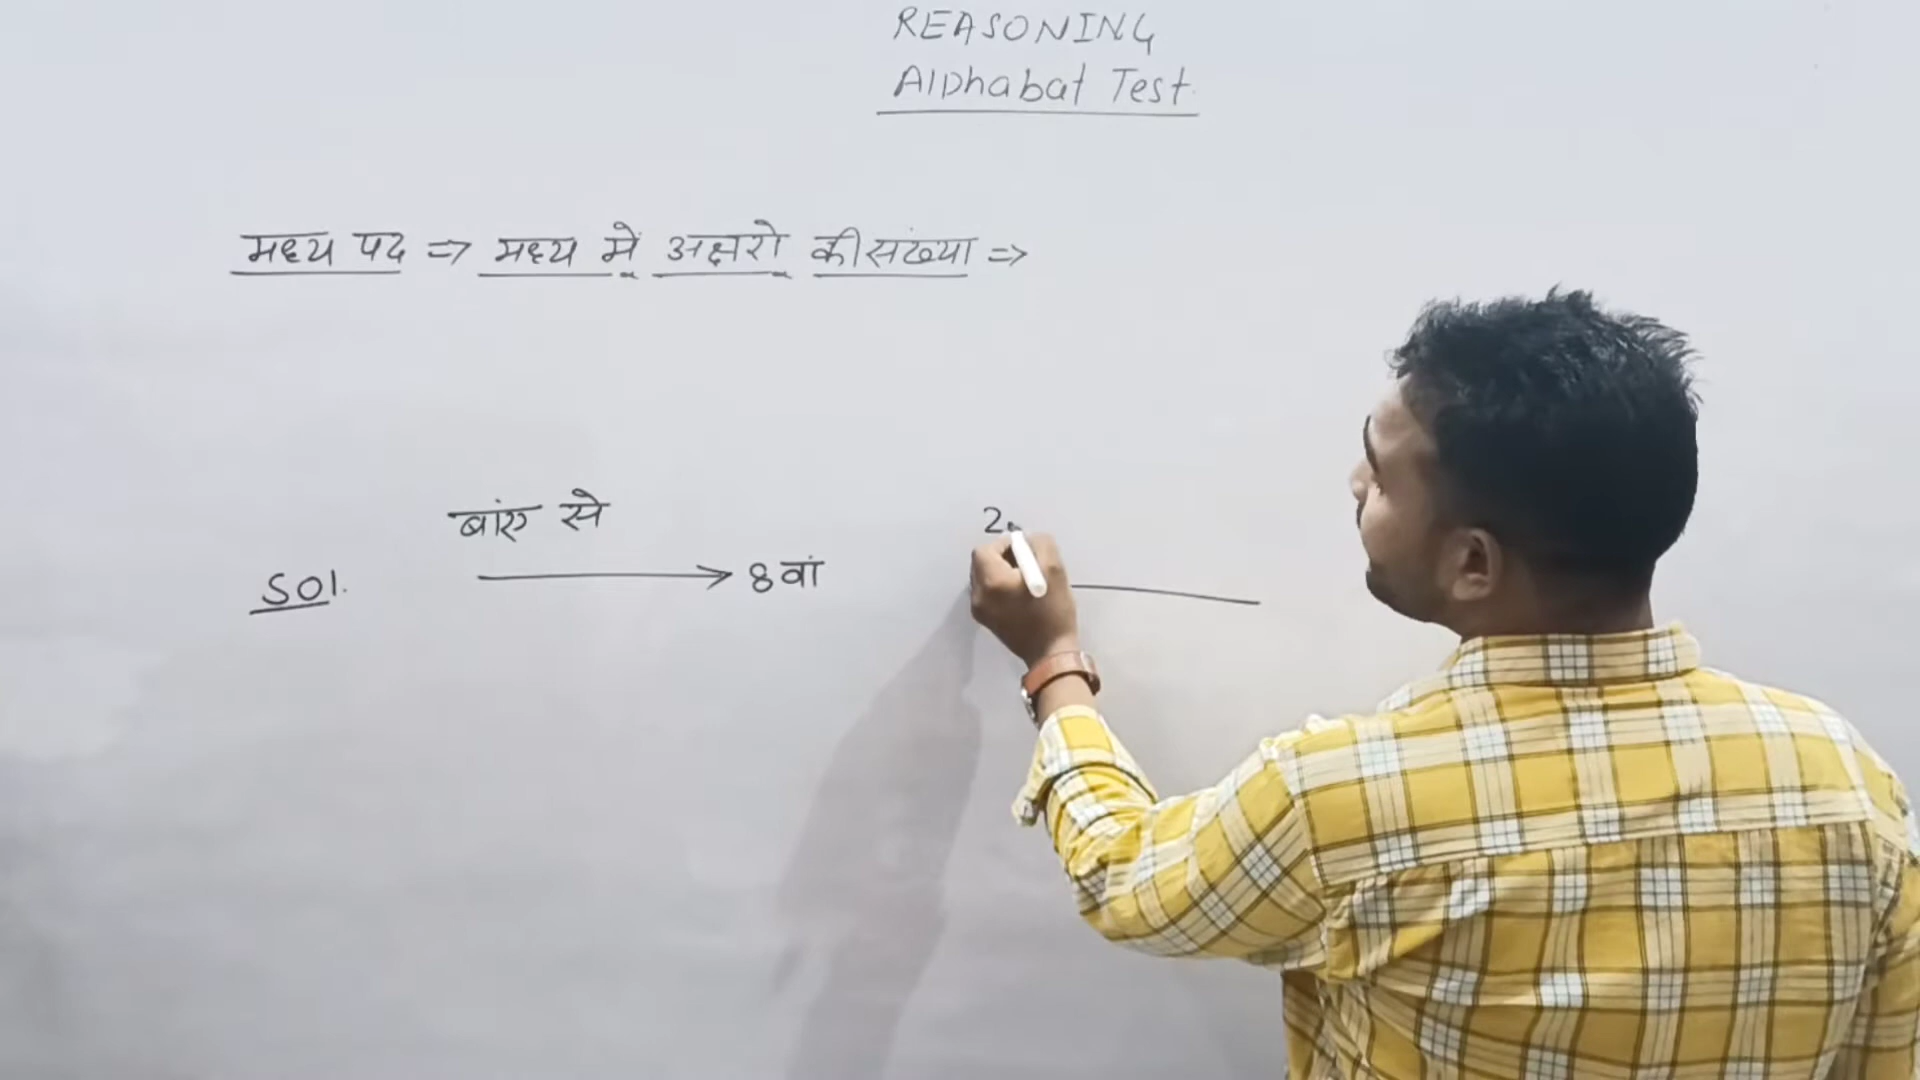 REASONING
Alphabat Test
मध्य पद => मध्य में अक्षरो की संख्या =>
बांए से
Sol. → 8वां
2